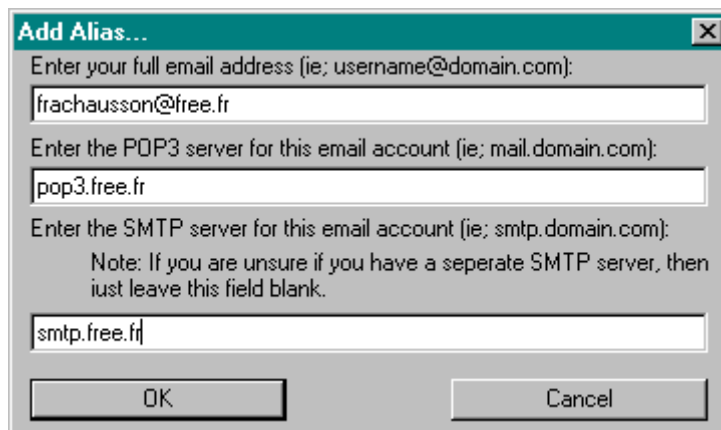 Add Alias...
Enter your full email address (ie; username@domain.com):
frachausson@free.fr
Enter the POP3 server for this email account (ie; mail.domain.com):
pop3.free.fr
Enter the SMTP server for this email account (ie; smtp.domain.com):
Note: If you are unsure if you have a seperate SMTP server, then
just leave this field blank.
smtp.free.fr
OK Cancel